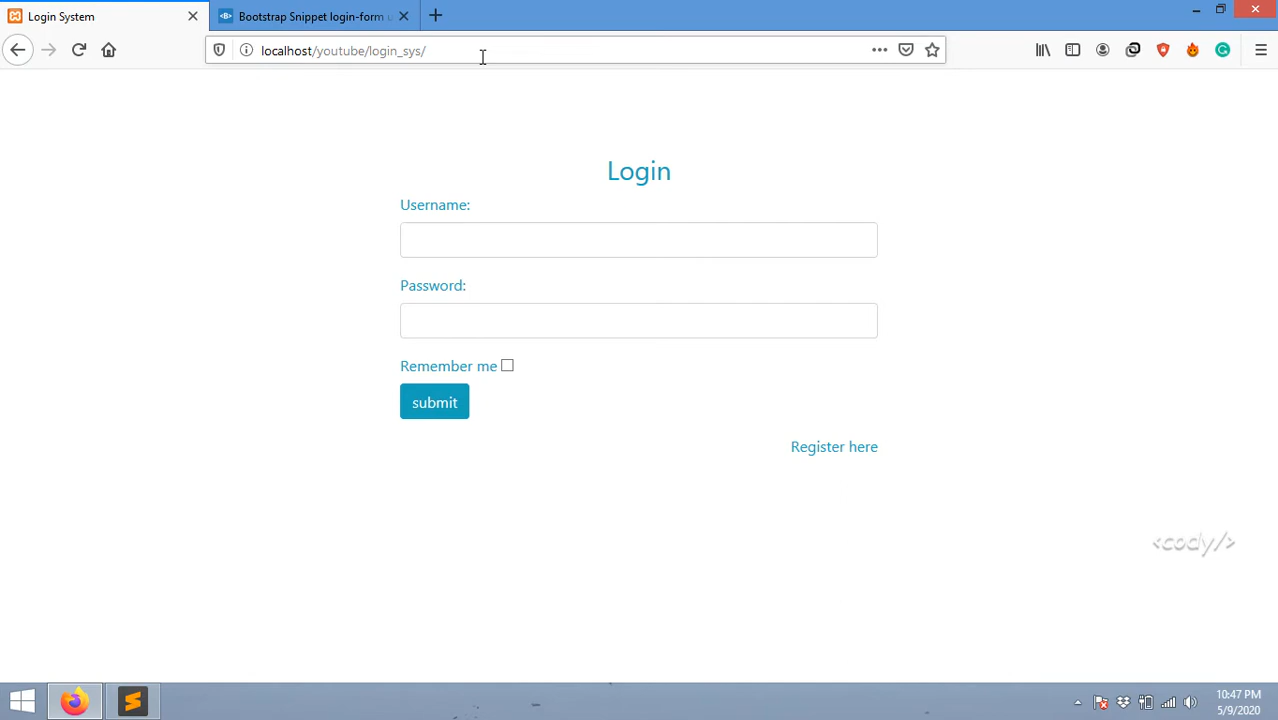 Login System
Bootstrap Snippet login-form u
localhost/youtube/login_sys/
Login
Username:
Password:
Remember me
submit
Register here
<cody/>
10:47 PM
5/9/2020